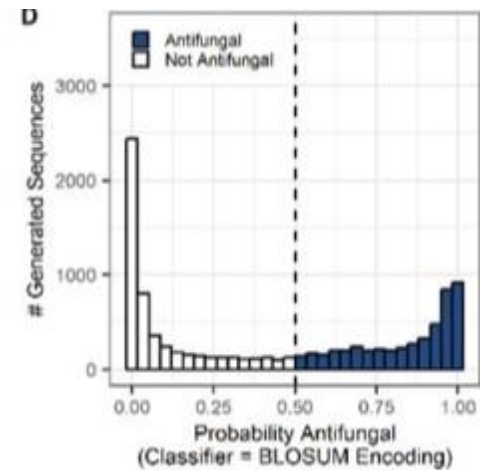 D
Antifungal
Not Antifungal
# Generated Sequences
3000
2000
1000
0
0.00 0.25 0.50 0.75 1.00
Probability Antifungal
(Classifier = BLOSUM Encoding)